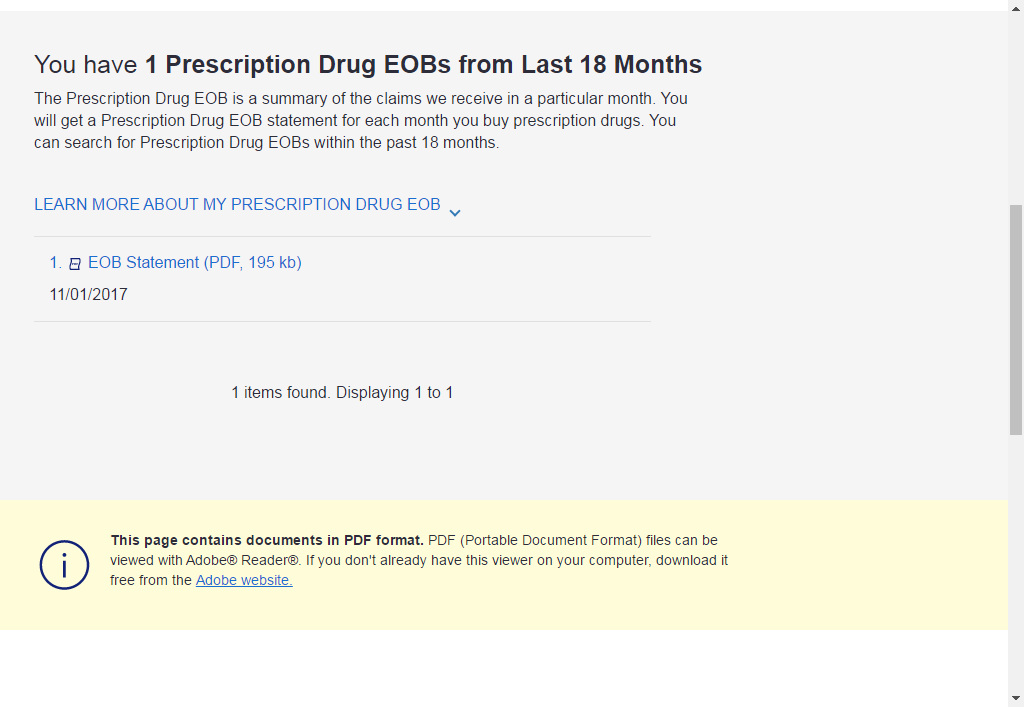 You have 1 Prescription Drug EOBs from Last 18 Months
The Prescription Drug EOB is a summary of the claims we receive in a particular month. You
will get a Prescription Drug EOB statement for each month you buy prescription drugs. You
can search for Prescription Drug EOBs within the past 18 months.
LEARN MORE ABOUT MY PRESCRIPTION DRUG EOB
1. EOB Statement (PDF, 195 kb)
11/01/2017
1 items found. Displaying 1 to 1
This page contains documents in PDF format. PDF (Portable Document Format) files can be
viewed with Adobe® Reader®. If you don't already have this viewer on your computer, download it
free from the Adobe website.